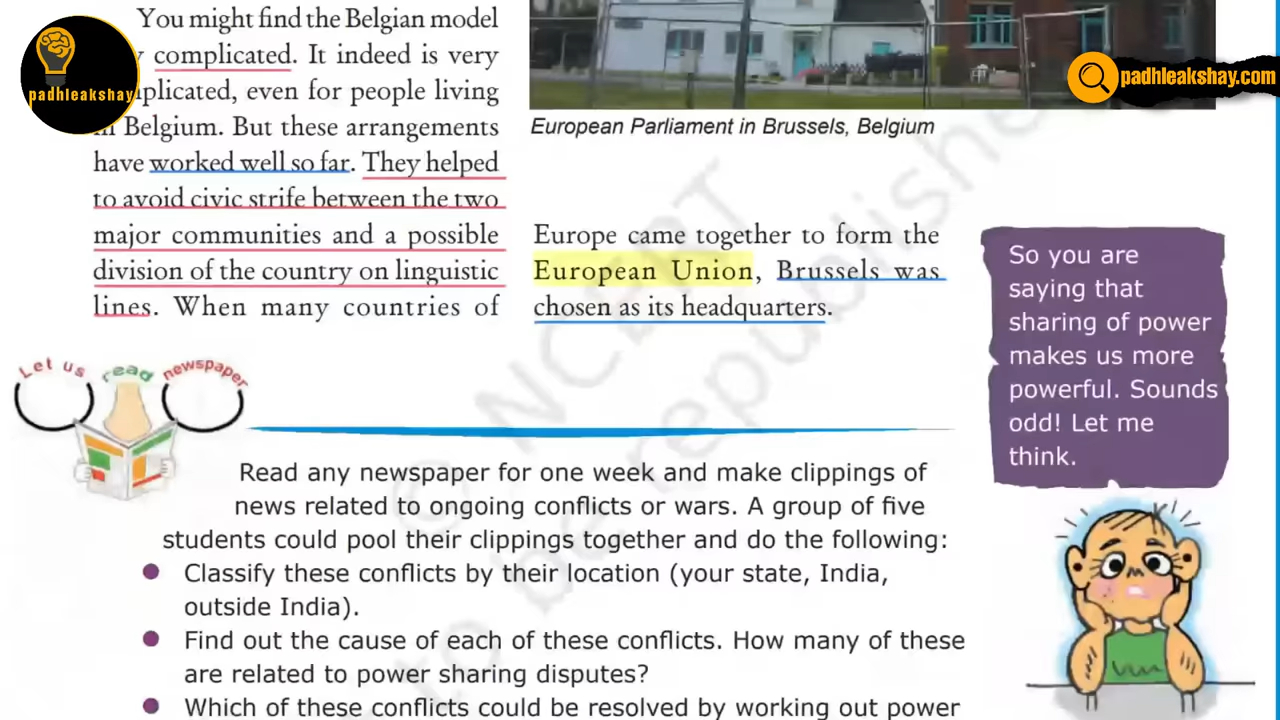 You might find the Belgian model
complicated. It indeed is very
plicated, even for people living
in Belgium. But these arrangements
have worked well so far. They helped
to avoid civic strife between the two
major communities and a possible
division of the country on linguistic
lines. When many countries of
padhleakshay
padhleakshay.com
European Parliament in Brussels, Belgium
Europe came together to form the
European Union, Brussels was
chosen as its headquarters.
So you are
saying that
sharing of power
makes us more
powerful. Sounds
odd! Let me
think.
Let us read newspaper
Read any newspaper for one week and make clippings of
news related to ongoing conflicts or wars. A group of five
students could pool their clippings together and do the following:
Classify these conflicts by their location (your state, India,
outside India).
Find out the cause of each of these conflicts. How many of these
are related to power sharing disputes?
Which of these conflicts could be resolved by working out power
© NCERT
to be republished